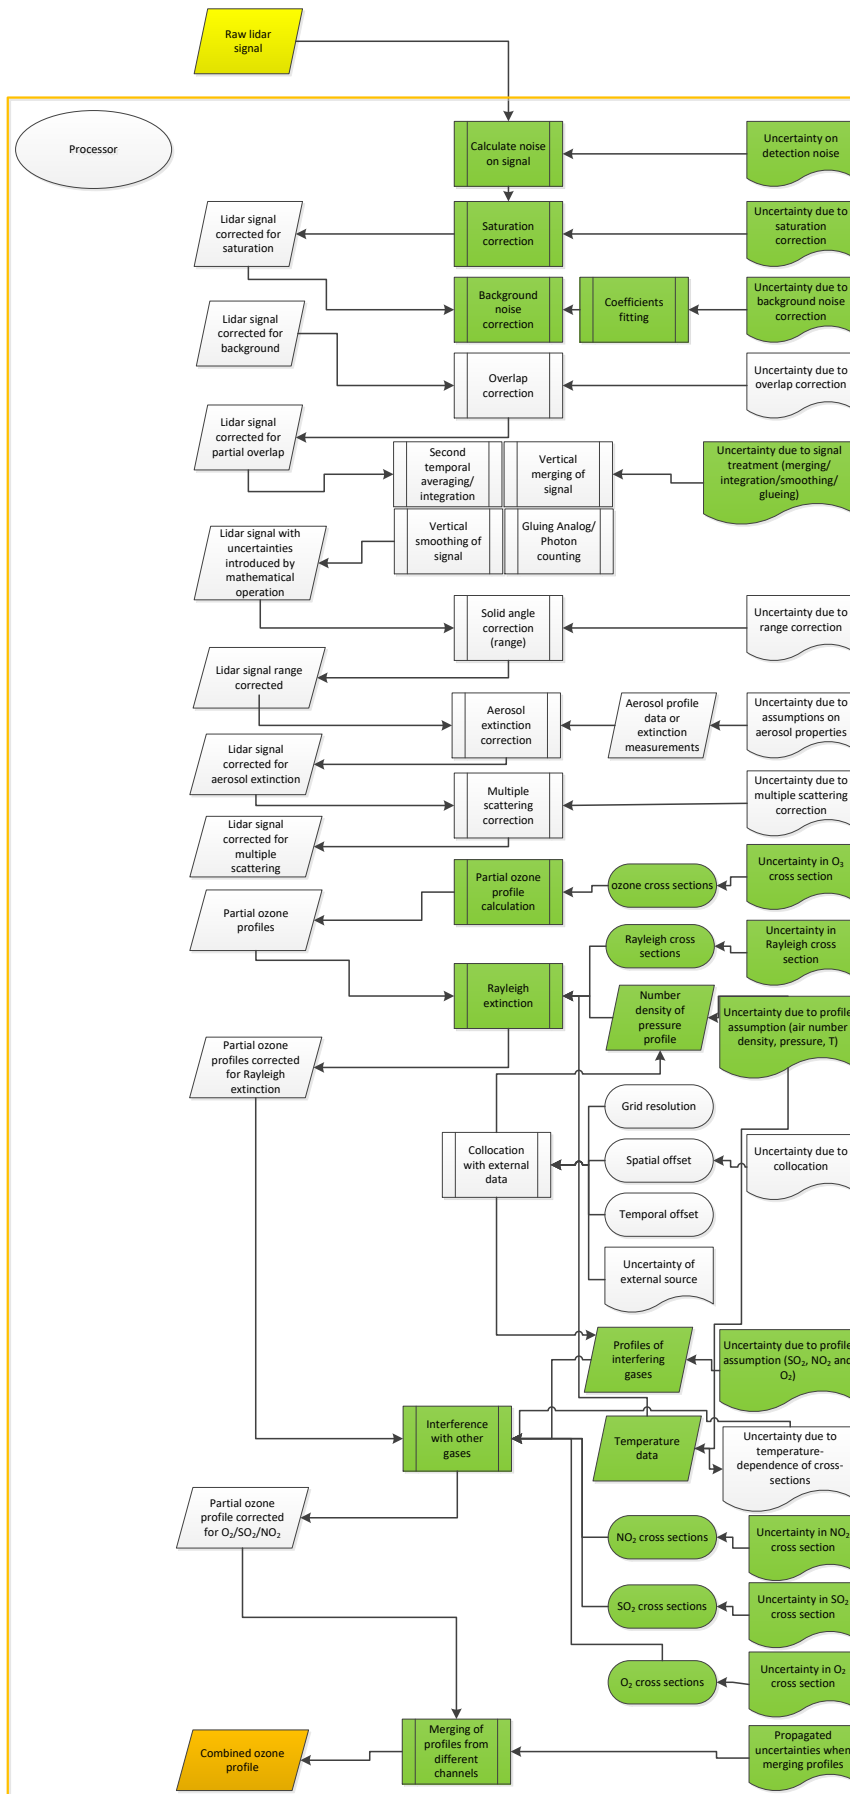 Raw lidar
signal
Processor
Calculate noise
on signal
Uncertainty on
detection noise
Lidar signal
corrected for
saturation
Saturation
correction
Uncertainty due to
saturation
correction
Background
noise
correction
Coefficients
fitting
Uncertainty due to
background noise
correction
Lidar signal
corrected for
background
Overlap
correction
Uncertainty due to
overlap correction
Lidar signal
corrected for
partial overlap
Second
temporal
averaging/
integration
Vertical
merging of
signal
Uncertainty due to signal
treatment (merging/
integration/smoothing/
glueing)
Vertical
smoothing of
signal
Gluing Analog/
Photon
counting
Lidar signal with
uncertainties
introduced by
mathematical
operation
Solid angle
correction
(range)
Uncertainty due to
range correction
Lidar signal range
corrected
Aerosol
extinction
correction
Aerosol profile
data or
extinction
measurements
Uncertainty due to
assumptions on
aerosol properties
Lidar signal
corrected for
aerosol extinction
Multiple
scattering
correction
Uncertainty due to
multiple scattering
correction
Lidar signal
corrected for
multiple
scattering
Partial ozone
profile
calculation
ozone cross sections
Uncertainty in O₃
cross section
Partial ozone
profiles
Rayleigh cross
sections
Uncertainty in
Rayleigh cross
section
Rayleigh
extinction
Number
density of
pressure
profile
Uncertainty due to profile
assumption (air number
density, pressure, T)
Partial ozone
profiles corrected
for Rayleigh
extinction
Grid resolution
Collocation
with external
data
Spatial offset
Uncertainty due to
collocation
Temporal offset
Uncertainty of
external source
Profiles of
interfering
gases
Uncertainty due to profile
assumption (SO₂, NO₂ and
O₂)
Interference
with other
gases
Temperature
data
Uncertainty due to
temperature-
dependence of cross-
sections
Partial ozone
profile corrected
for O₂/SO₂/NO₂
NO₂ cross sections
Uncertainty in NO₂
cross section
SO₂ cross sections
Uncertainty in SO₂
cross section
O₂ cross sections
Uncertainty in O₂
cross section
Combined ozone
profile
Merging of
profiles from
different
channels
Propagated
uncertainties when
merging profiles